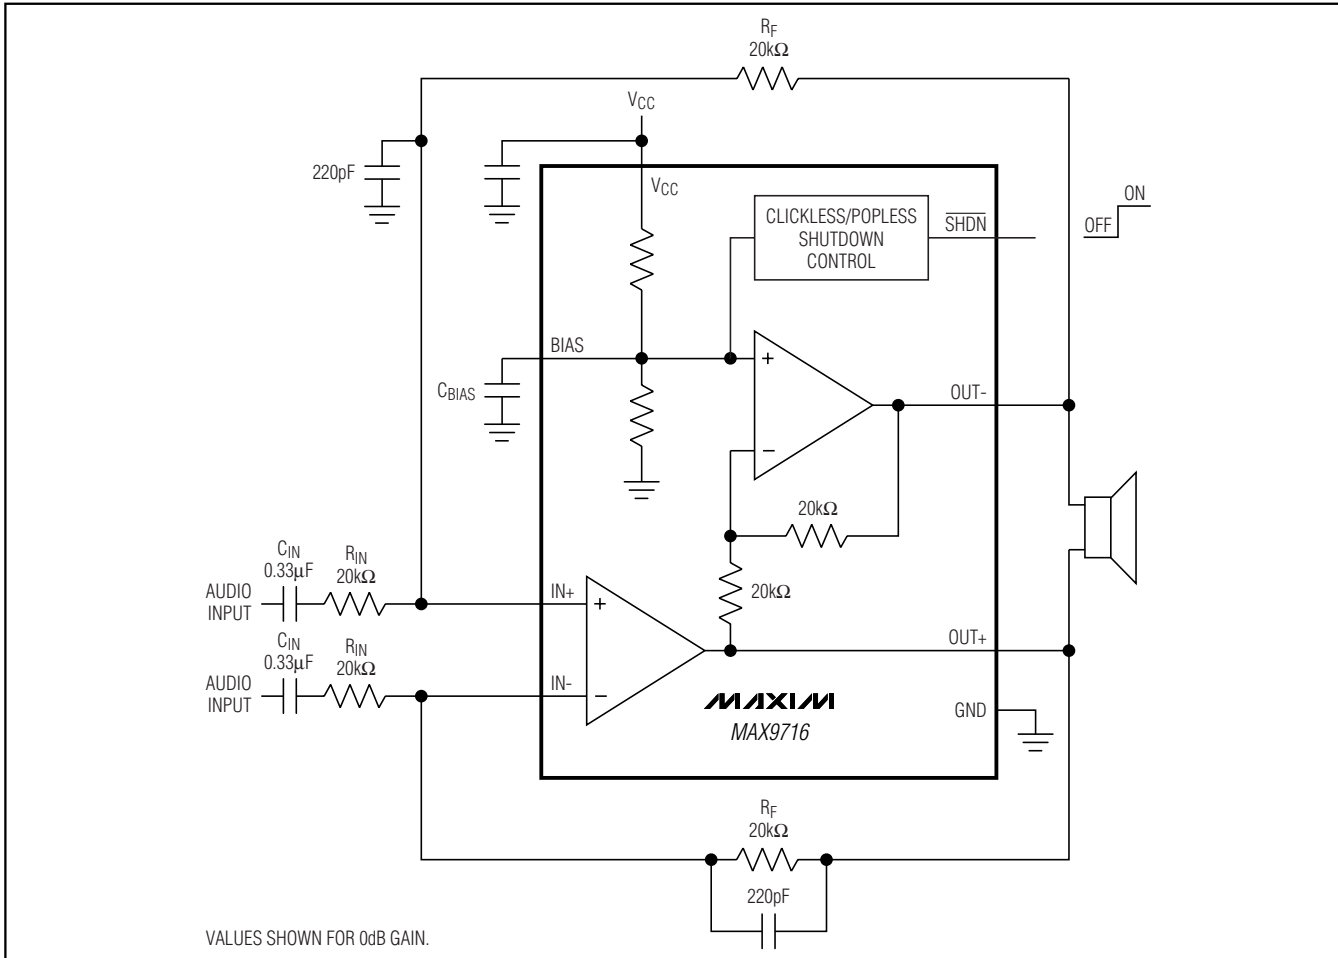 RF
20kΩ
VCC
220pF
VCC
CLICKLESS/POPLESS
SHUTDOWN
CONTROL
SHDN
OFF
ON
BIAS
CBIAS
+
−
OUT-
20kΩ
20kΩ
CIN
0.33µF
RIN
20kΩ
AUDIO
INPUT
IN+
+
CIN
0.33µF
RIN
20kΩ
AUDIO
INPUT
IN-
−
OUT+
MAXIM
MAX9716
GND
RF
20kΩ
220pF
VALUES SHOWN FOR 0dB GAIN.